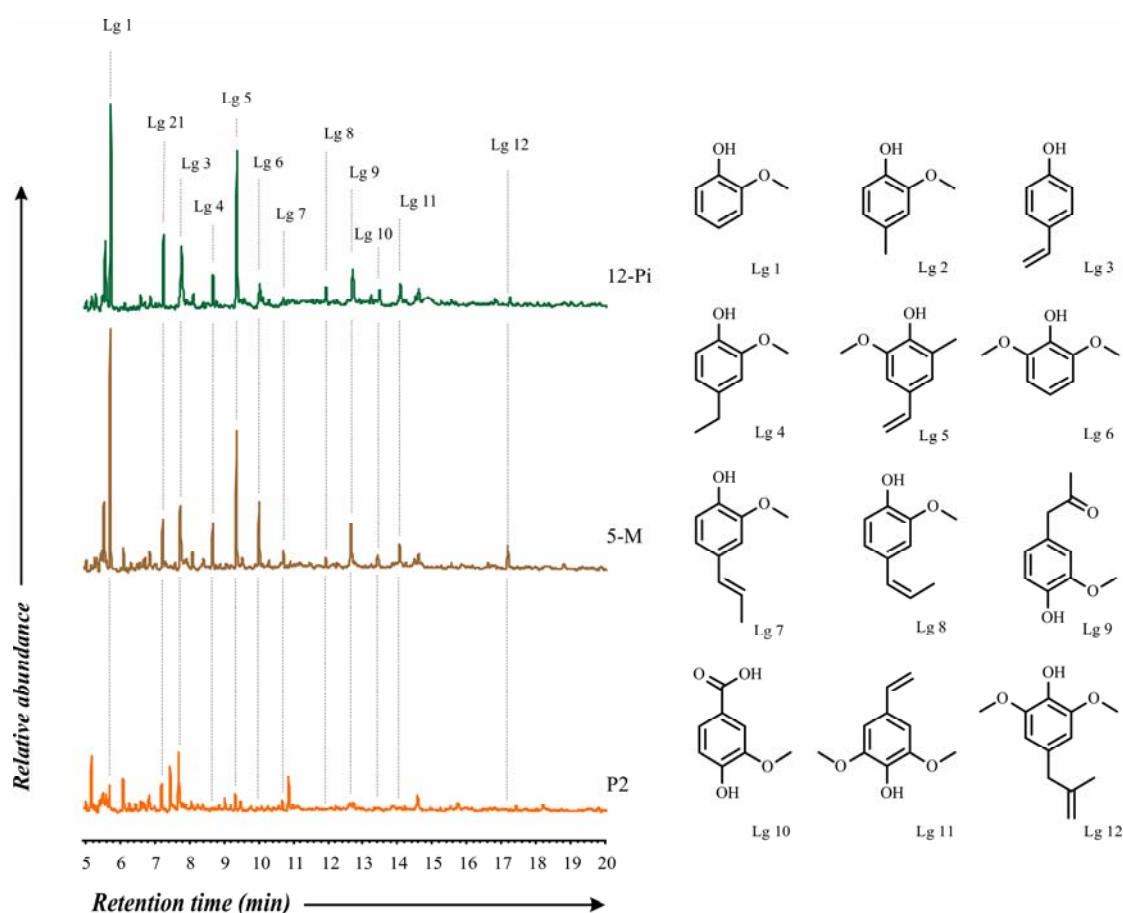 Lg 1
Lg 21
Lg 5
Lg 3
Lg 4
Lg 6
Lg 7
Lg 8
Lg 9
Lg 10
Lg 11
Lg 12
12-Pi
5-M
P2
Relative abundance
5 6 7 8 9 10 11 12 13 14 15 16 17 18 19 20
Retention time (min)
OH
O
Lg 1
OH
O
Lg 2
OH
Lg 3
OH
O
Lg 4
OH
O
Lg 5
OH
O
O
Lg 6
OH
O
Lg 7
OH
O
Lg 8
O
O
OH
Lg 9
O
OH
O
OH
Lg 10
O
O
OH
Lg 11
OH
O
O
Lg 12